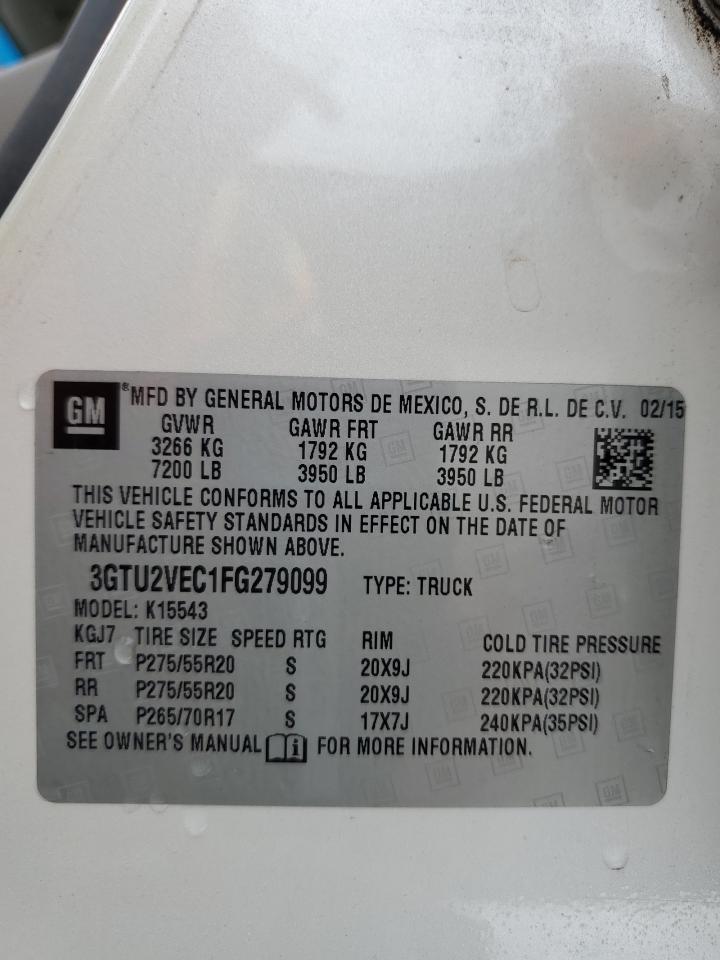 GM ® MFD BY GENERAL MOTORS DE MEXICO, S. DE R.L. DE C.V. 02/15
GVWR GAWR FRT GAWR RR
3266 KG 1792 KG 1792 KG
7200 LB 3950 LB 3950 LB
THIS VEHICLE CONFORMS TO ALL APPLICABLE U.S. FEDERAL MOTOR
VEHICLE SAFETY STANDARDS IN EFFECT ON THE DATE OF
MANUFACTURE SHOWN ABOVE.
3GTU2VEC1FG279099 TYPE: TRUCK
MODEL: K15543
KGJ7 TIRE SIZE SPEED RTG RIM COLD TIRE PRESSURE
FRT P275/55R20 S 20X9J 220KPA(32PSI)
RR P275/55R20 S 20X9J 220KPA(32PSI)
SPA P265/70R17 S 17X7J 240KPA(35PSI)
SEE OWNER'S MANUAL i FOR MORE INFORMATION.